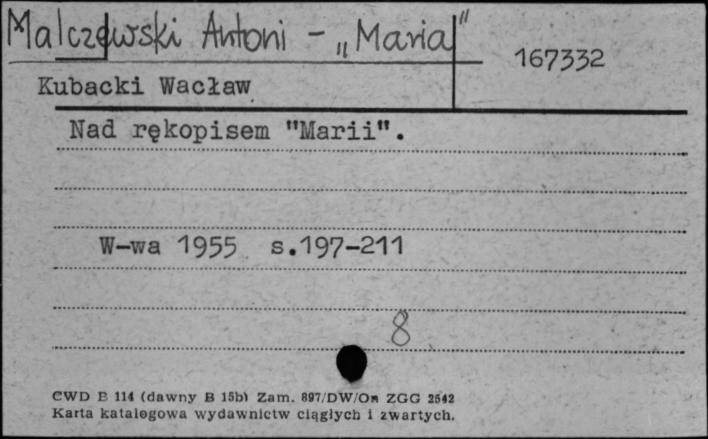 Malczewski Antoni – „Maria”
167332
Kubacki Wacław
Nad rękopisem "Marii".
W-wa 1955 s.197-211
8
CWD B 114 (dawny B 15b) Zam. 897/DW/On ZGG 2542
Karta katalogowa wydawnictw ciągłych i zwartych.